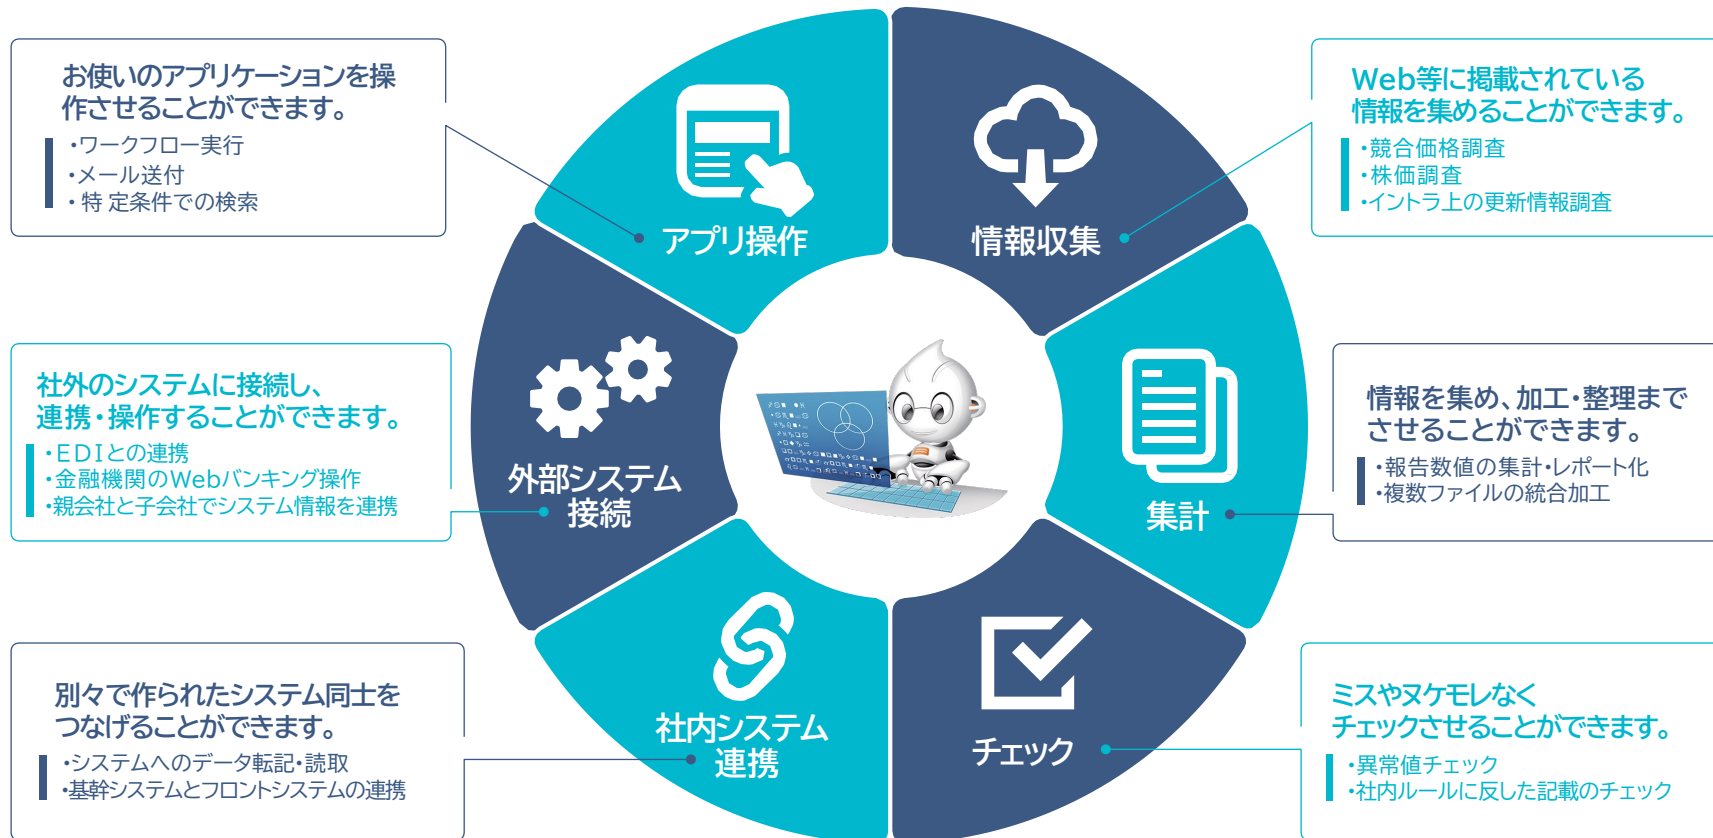 お使いのアプリケーションを操
作させることができます。
・ワークフロー実行
・メール送付
・特 定条件での検索
アプリ操作
情報収集
Web等に掲載されている
情報を集めることができます。
・競合価格調査
・株価調査
・イントラ上の更新情報調査
社外のシステムに接続し、
連携・操作することができます。
・EDIとの連携
・金融機関のWebバンキング操作
・親会社と子会社でシステム情報を連携
外部システム
接続
集計
情報を集め、加工・整理まで
させることができます。
・報告数値の集計・レポート化
・複数ファイルの統合加工
別々で作られたシステム同士を
つなげることができます。
・システムへのデータ転記・読取
・基幹システムとフロントシステムの連携
社内システム
連携
チェック
ミスやヌケモレなく
チェックさせることができます。
・異常値チェック
・社内ルールに反した記載のチェック